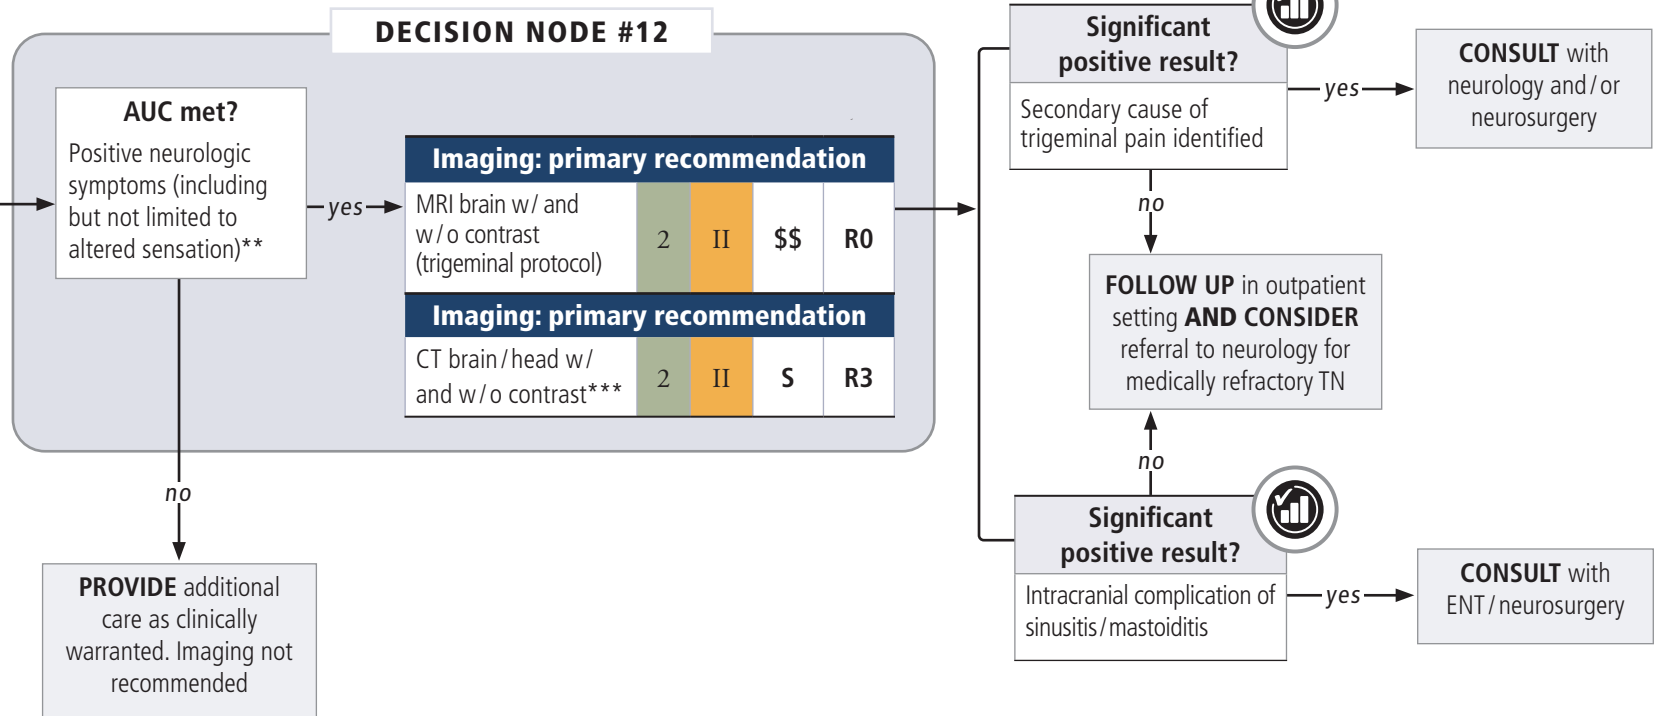 DECISION NODE #12
AUC met?
Positive neurologic
symptoms (including
but not limited to
altered sensation)**
yes
Imaging: primary recommendation
MRI brain w/ and
w/o contrast
(trigeminal protocol)
2
II
$$
R0
Imaging: primary recommendation
CT brain/head w/
and w/o contrast***
2
II
S
R3
no
PROVIDE additional
care as clinically
warranted. Imaging not
recommended
Significant
positive result?
Secondary cause of
trigeminal pain identified
yes
CONSULT with
neurology and/or
neurosurgery
no
FOLLOW UP in outpatient
setting AND CONSIDER
referral to neurology for
medically refractory TN
no
Significant
positive result?
Intracranial complication of
sinusitis/mastoiditis
yes
CONSULT with
ENT/neurosurgery